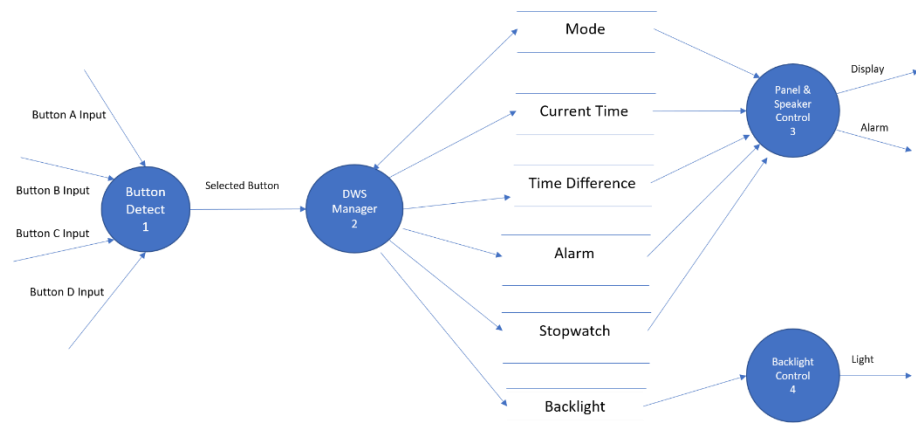 Button A Input
Button B Input
Button C Input
Button D Input
Button
Detect
1
Selected Button
DWS
Manager
2
Mode
Current Time
Time Difference
Alarm
Stopwatch
Backlight
Panel &
Speaker
Control
3
Display
Alarm
Backlight
Control
4
Light